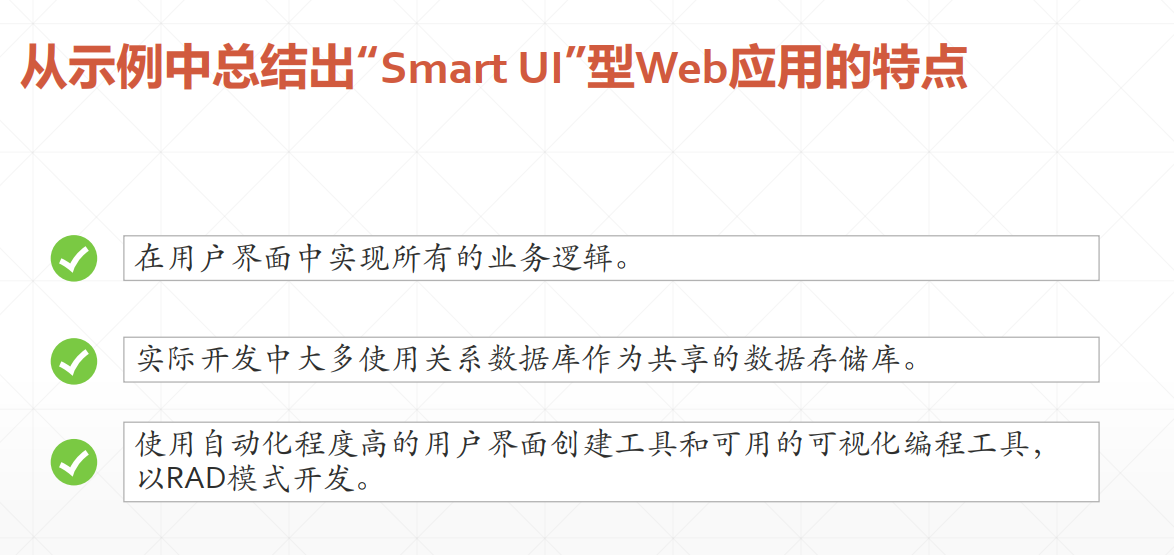 从示例中总结出“Smart UI”型Web应用的特点
在用户界面中实现所有的业务逻辑。
实际开发中大多使用关系数据库作为共享的数据存储库。
使用自动化程度高的用户界面创建工具和可用的可视化编程工具，
以RAD模式开发。